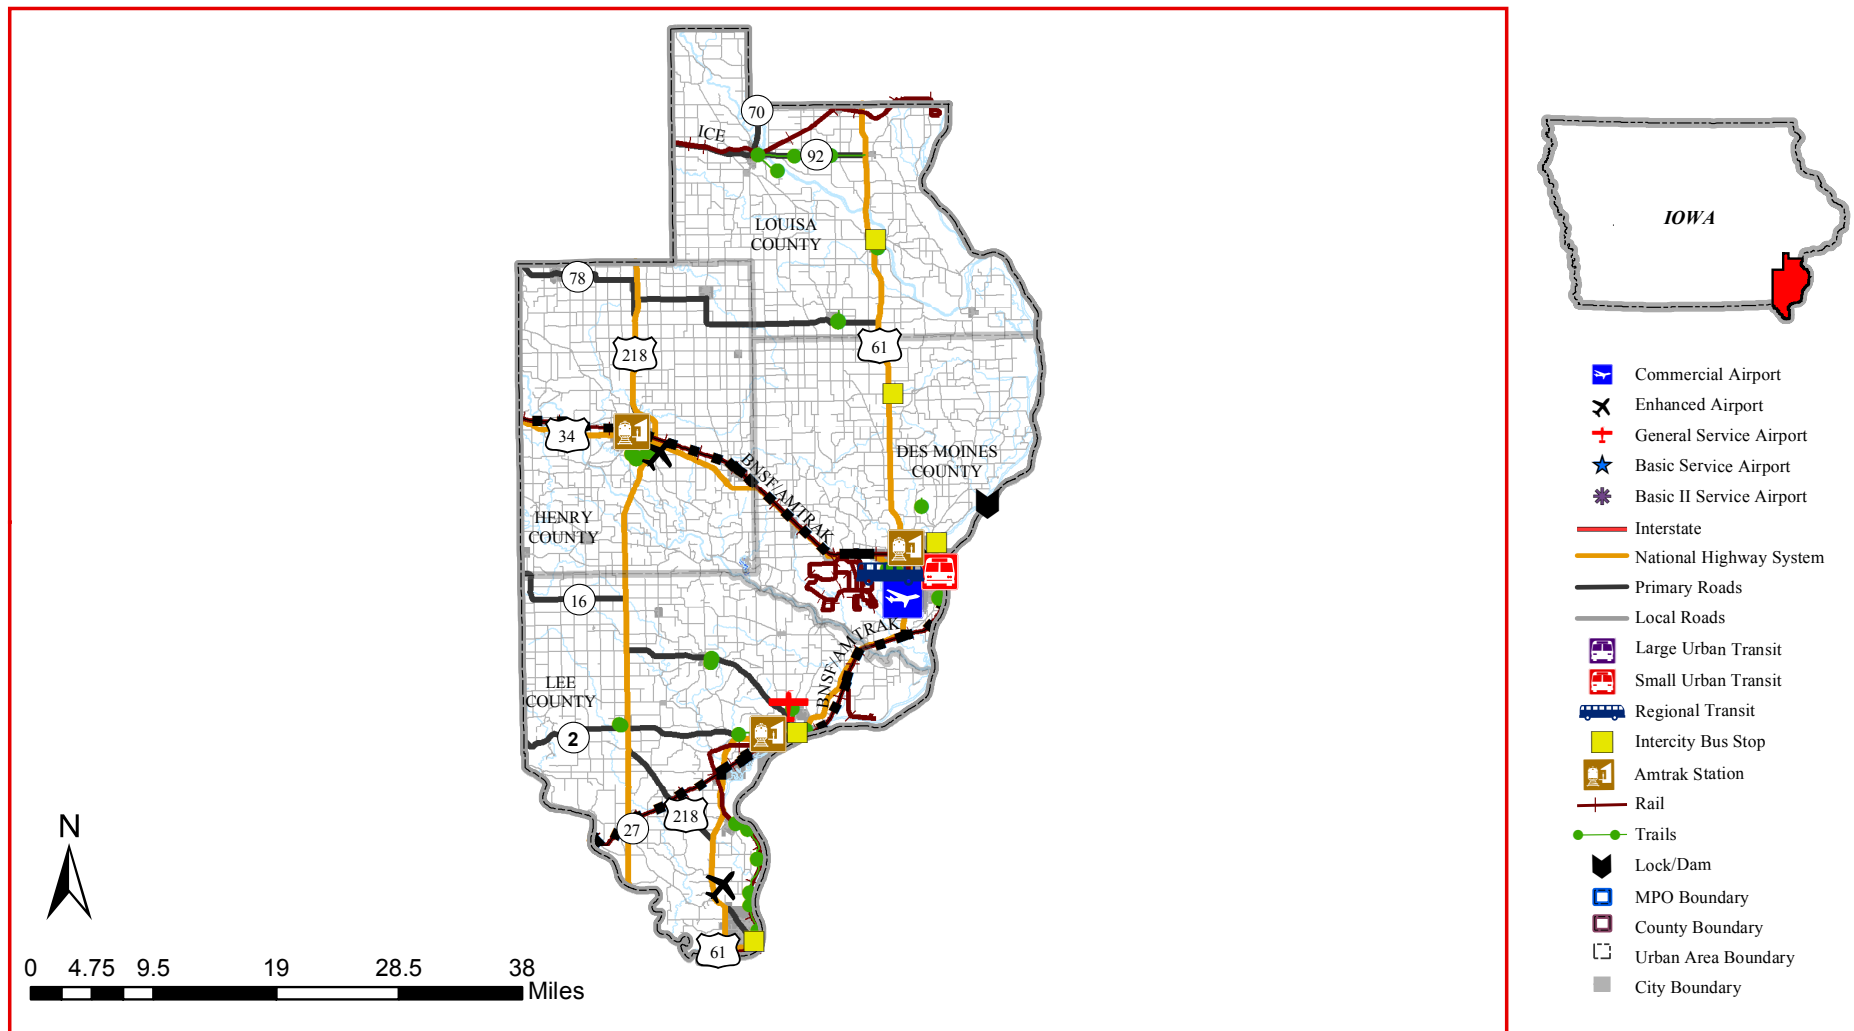 70
ICE
92
LOUISA
COUNTY
78
218
61
34
DES MOINES
COUNTY
BNSF/AMTRAK
HENRY
COUNTY
16
BNSF/AMTRAK
LEE
COUNTY
2
218
27
61
N
0 4.75 9.5 19 28.5 38
Miles
IOWA
Commercial Airport
Enhanced Airport
General Service Airport
Basic Service Airport
Basic II Service Airport
Interstate
National Highway System
Primary Roads
Local Roads
Large Urban Transit
Small Urban Transit
Regional Transit
Intercity Bus Stop
Amtrak Station
Rail
Trails
Lock/Dam
MPO Boundary
County Boundary
Urban Area Boundary
City Boundary